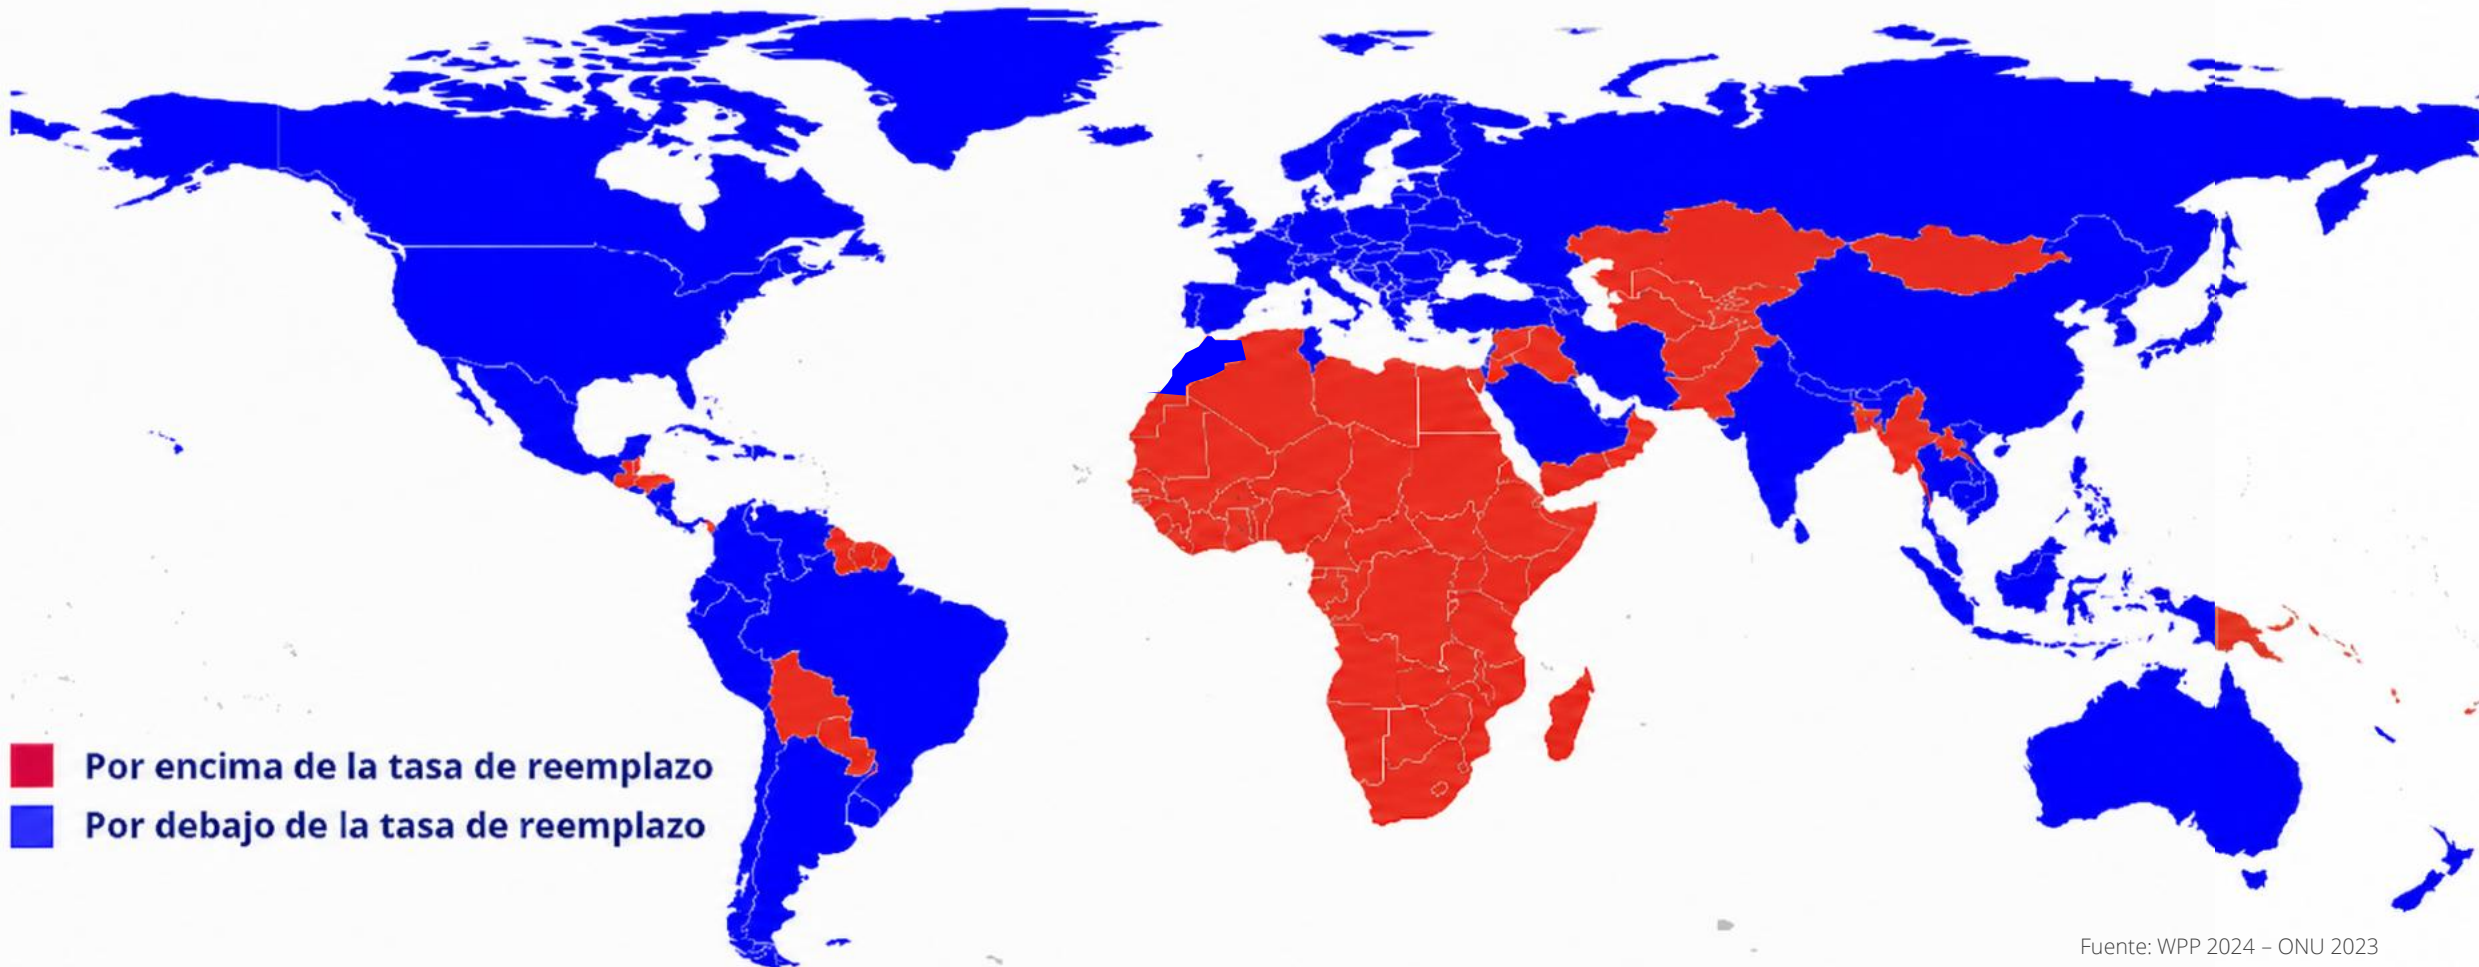 Por encima de la tasa de reemplazo
Por debajo de la tasa de reemplazo
Fuente: WPP 2024 – ONU 2023